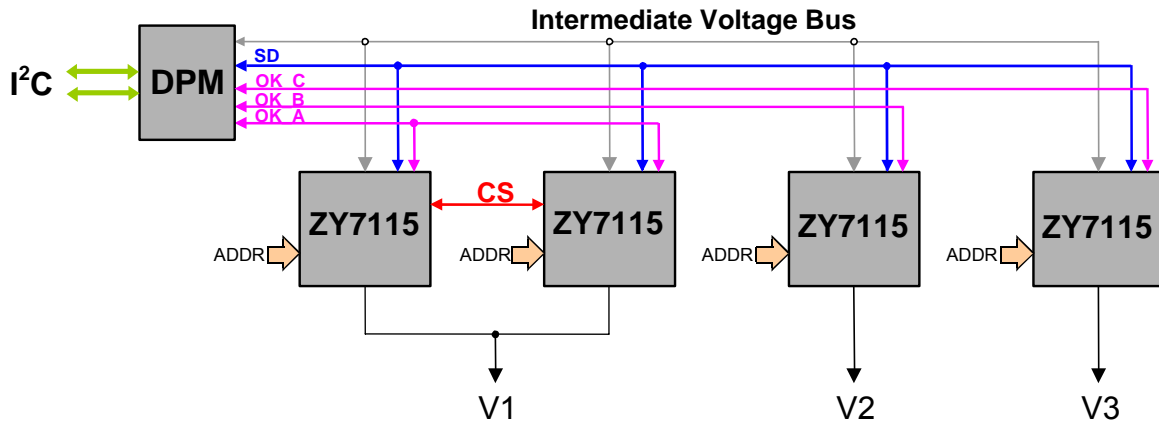 Intermediate Voltage Bus
I²C
DPM
SD
OK_C
OK_B
OK_A
ZY7115
CS
ZY7115
ZY7115
ZY7115
ADDR
ADDR
ADDR
ADDR
V1
V2
V3